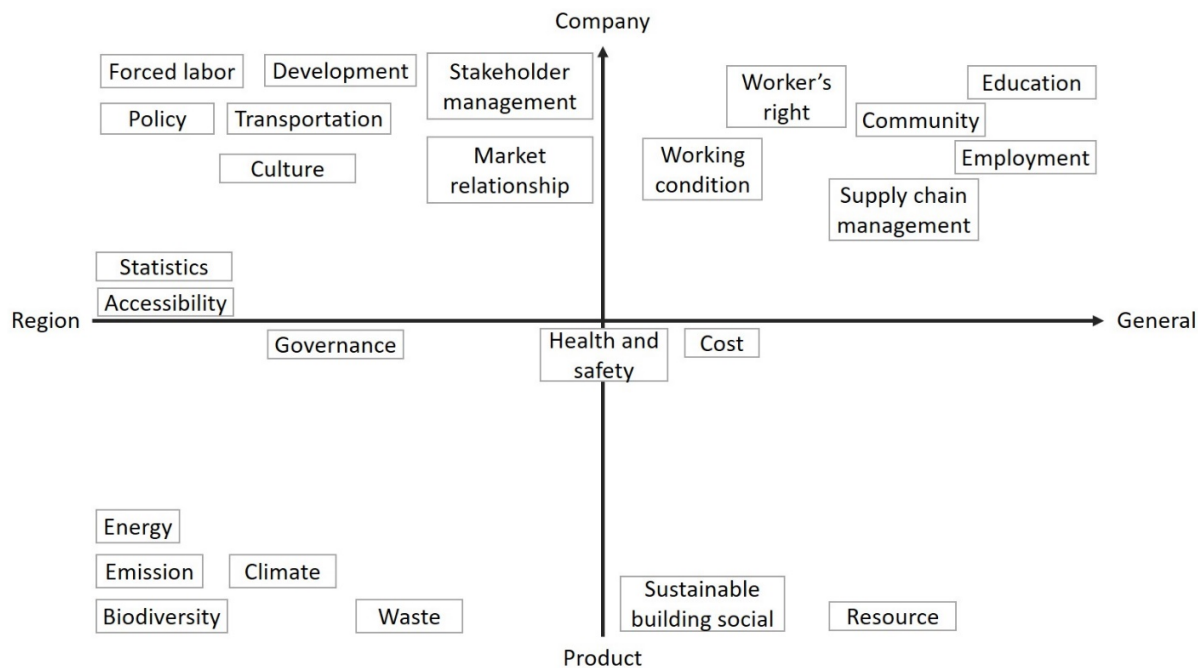 Company
Forced labor
Development
Stakeholder
management
Policy
Transportation
Culture
Market
relationship
Worker's
right
Education
Community
Working
condition
Employment
Supply chain
management
Statistics
Accessibility
Region
General
Governance
Health and
safety
Cost
Energy
Emission
Climate
Biodiversity
Waste
Sustainable
building social
Resource
Product